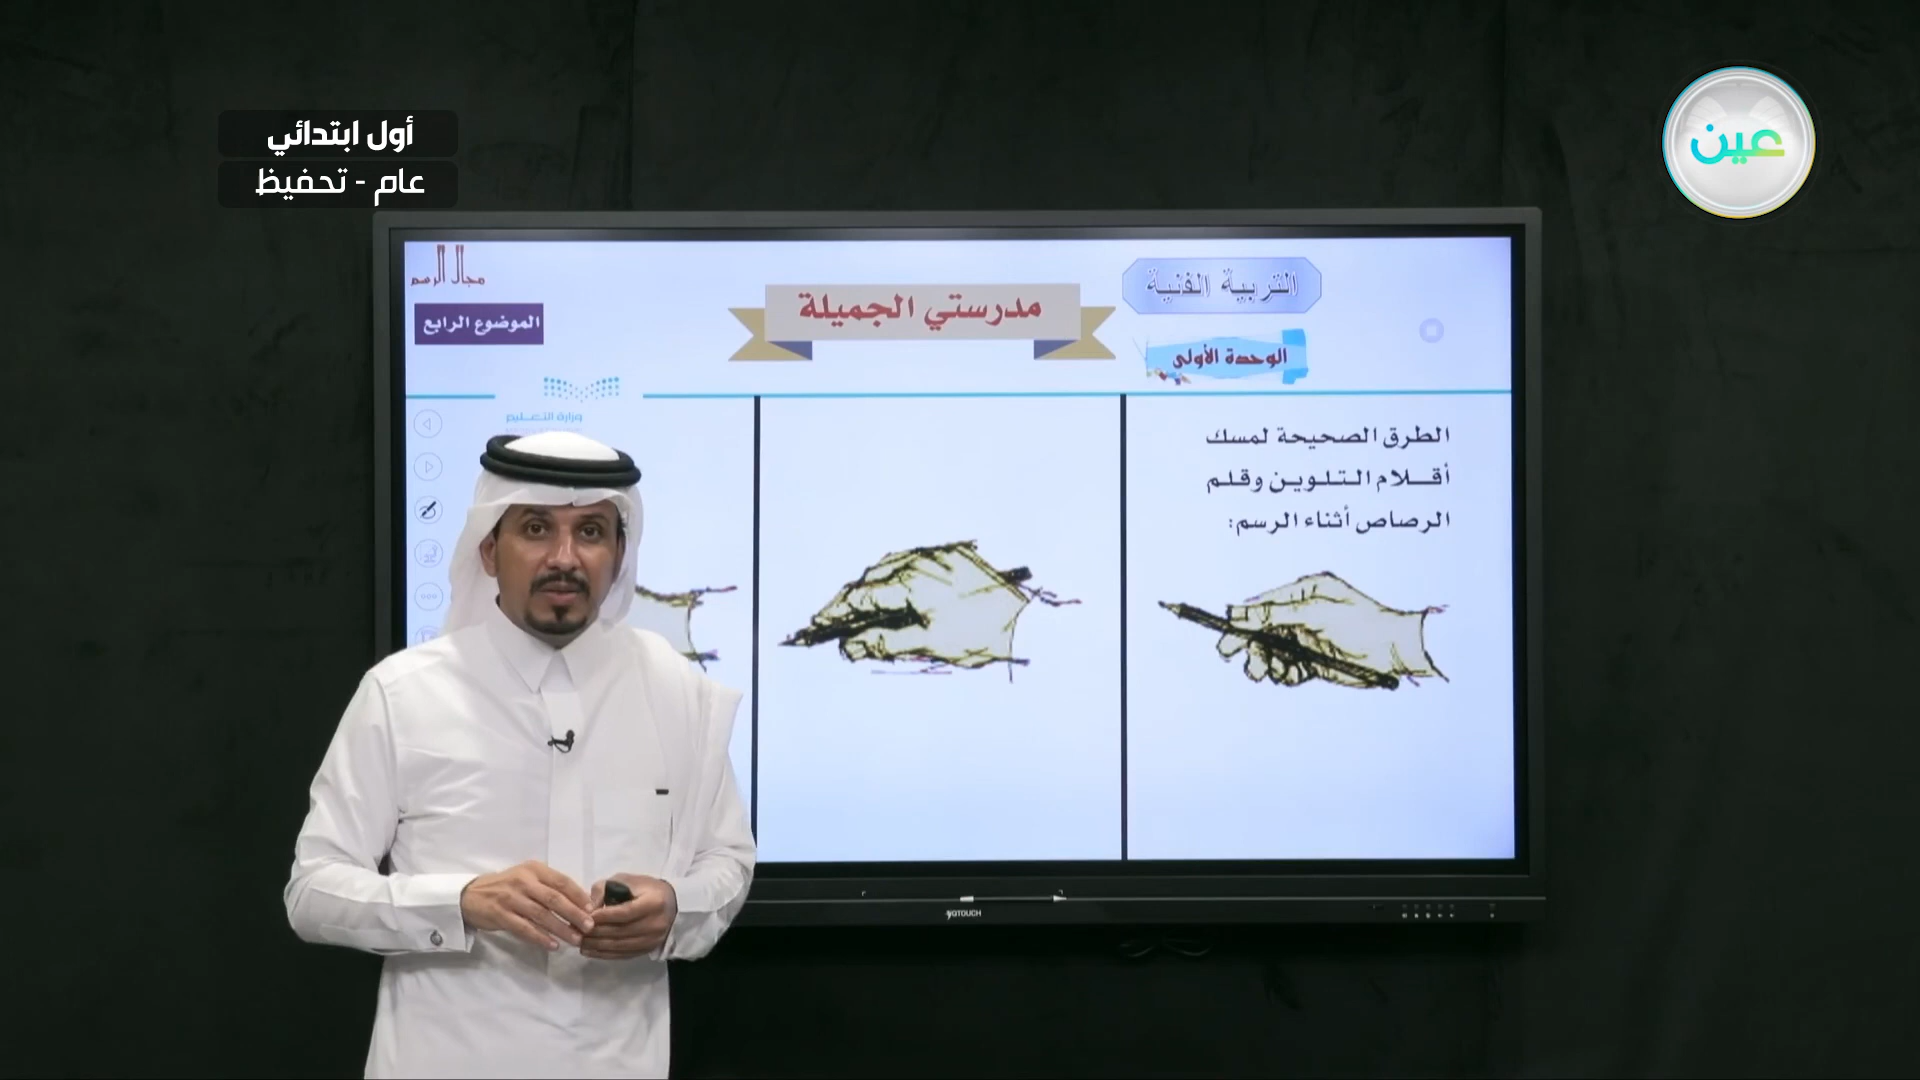 أول ابتدائي
عام - تحفيظ
عين
مجال الرسم
الموضوع الرابع
مدرستي الجميلة
التربية الفنية
الوحدة الأولى
وزارة التعليم
الطرق الصحيحة لمسك
أقلام التلوين وقلم
الرصاص أثناء الرسم: